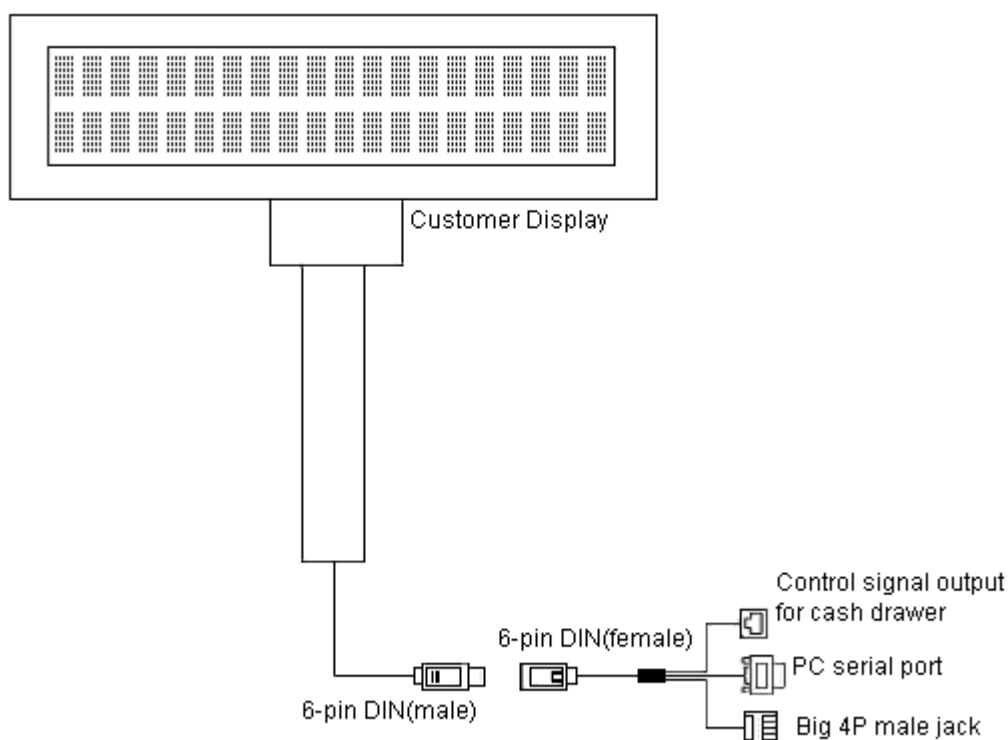 Customer Display
Control signal output
for cash drawer
6-pin DIN(female)
PC serial port
6-pin DIN(male)
Big 4P male jack